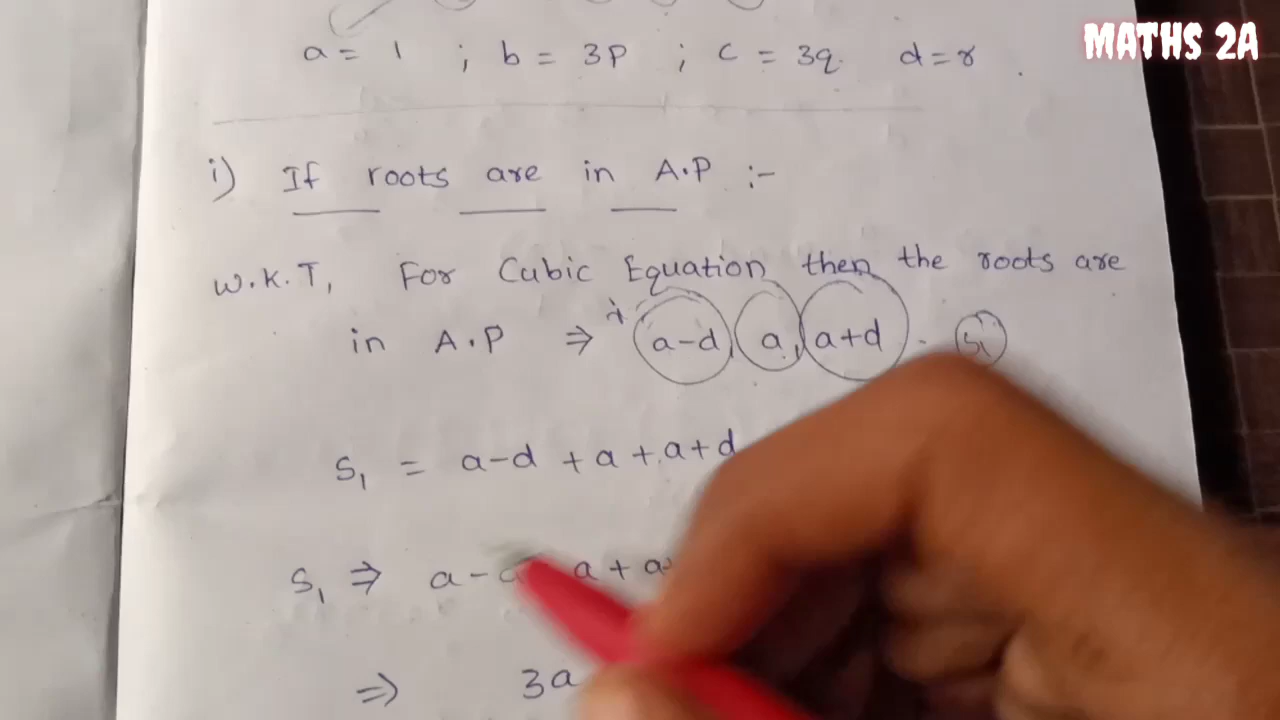 MATHS 2A
a = 1 ; b = 3p ; c = 3q d = r .
i) If roots are in A.P :-
W.K.T, For Cubic Equation then the roots are
in A.P ⇒ a-d, a, a+d . S₁
S₁ = a-d + a + a+d
S₁ ⇒ a - a + a
⇒ 3a